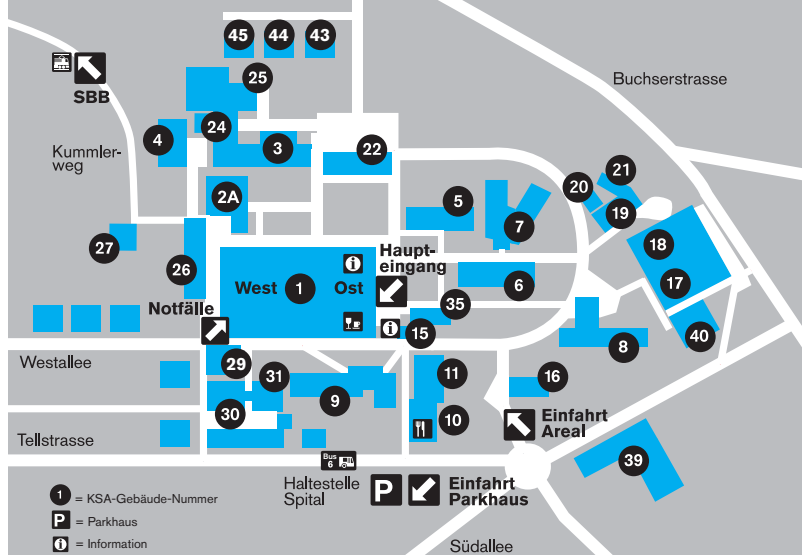 45
44
43
Buchserstrasse
25
SBB
24
4
3
22
Kummler-
weg
21
20
2A
5
19
7
27
18
Haupt-
eingang
26
17
West
1
Ost
6
Notfälle
35
15
8
40
Westallee
29
31
11
16
9
30
10
Einfahrt
Areal
Tellstrasse
39
Bus
6
Haltestelle
Spital
P
Einfahrt
Parkhaus
1 = KSA-Gebäude-Nummer
P = Parkhaus
i = Information
Südallee